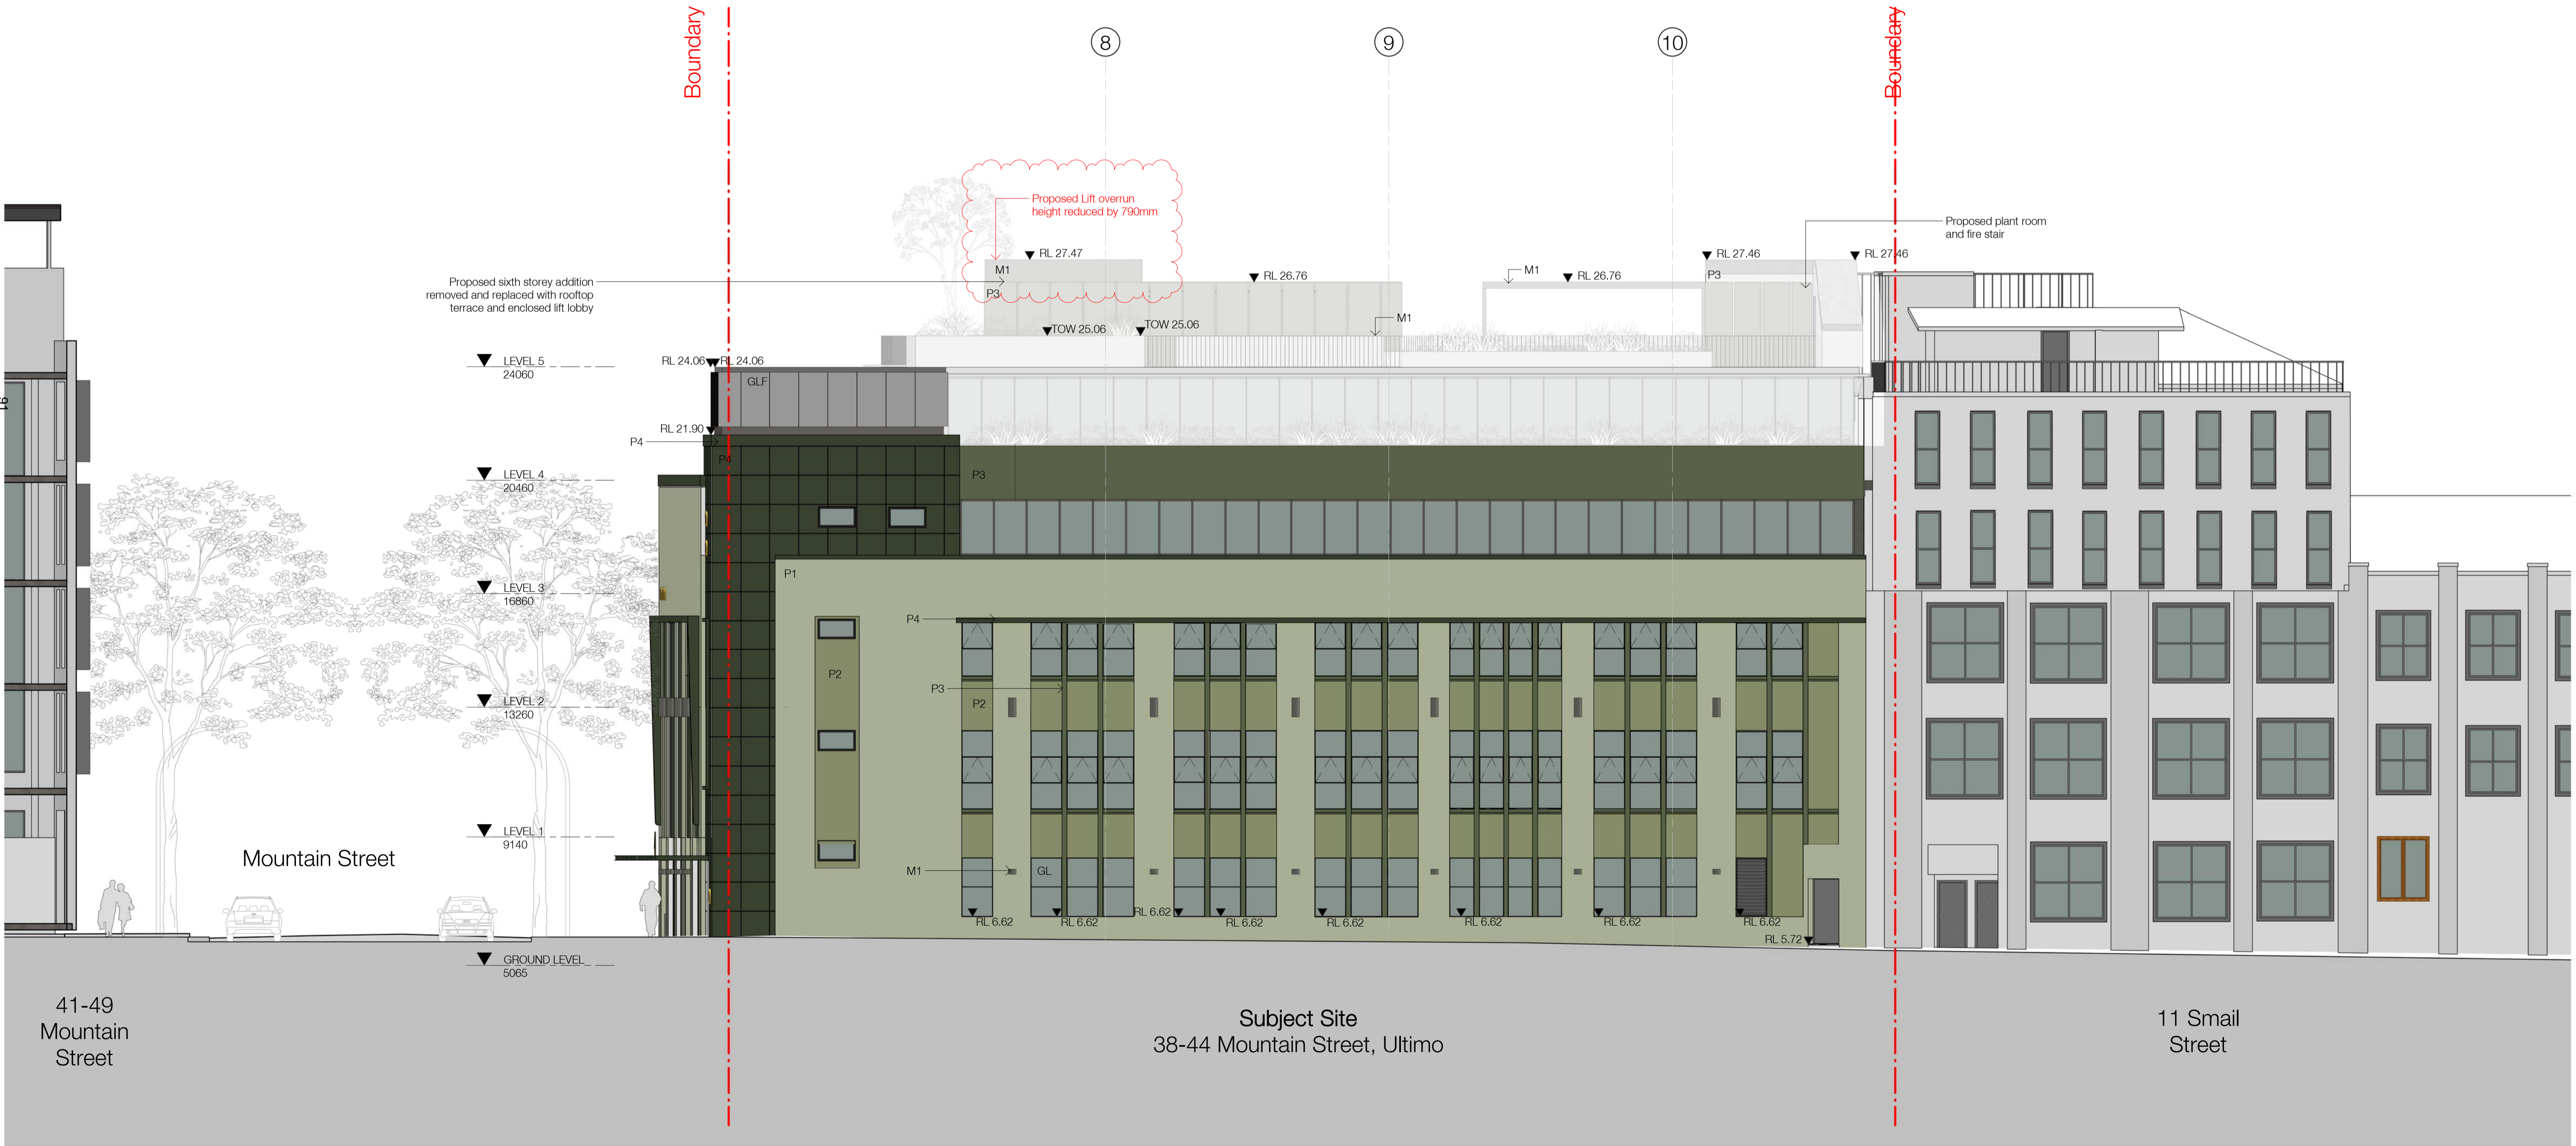 Boundary
Boundary
8
9
10
Proposed Lift overrun
height reduced by 790mm
Proposed plant room
and fire stair
RL 27.47
RL 27.46
RL 27.46
M1
P3
RL 26.76
M1
RL 26.76
P3
Proposed sixth storey addition
removed and replaced with rooftop
terrace and enclosed lift lobby
M1
TOW 25.06
TOW 25.06
RL 24.06
RL 24.06
LEVEL 5
24060
GLF
91
RL 21.90
P4
P4
LEVEL 4
20460
P3
P1
LEVEL 3
16860
P4
P2
P3
LEVEL 2
13260
P2
LEVEL 1
9140
Mountain Street
M1
GL
RL 6.62
RL 6.62
RL 6.62
RL 6.62
RL 6.62
RL 6.62
RL 6.62
RL 6.62
RL 5.72
GROUND LEVEL
5065
41-49
Mountain
Street
Subject Site
38-44 Mountain Street, Ultimo
11 Smail
Street